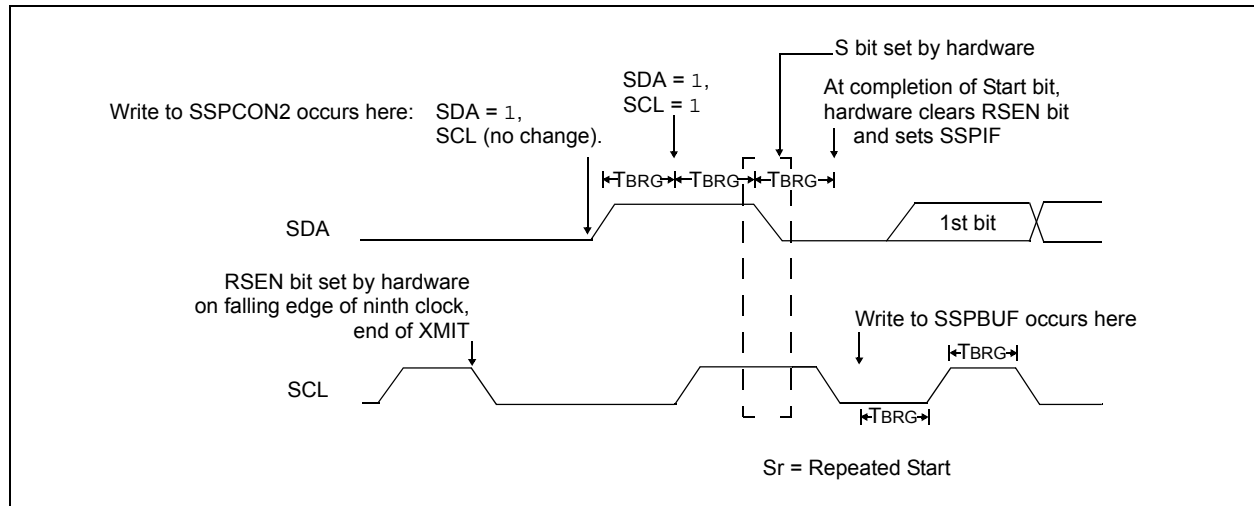 S bit set by hardware
SDA = 1,
SCL = 1
At completion of Start bit,
hardware clears RSEN bit
and sets SSPIF
Write to SSPCON2 occurs here:
SDA = 1,
SCL (no change).
TBRG
TBRG
TBRG
SDA
1st bit
RSEN bit set by hardware
on falling edge of ninth clock,
end of XMIT
Write to SSPBUF occurs here
TBRG
SCL
TBRG
Sr = Repeated Start